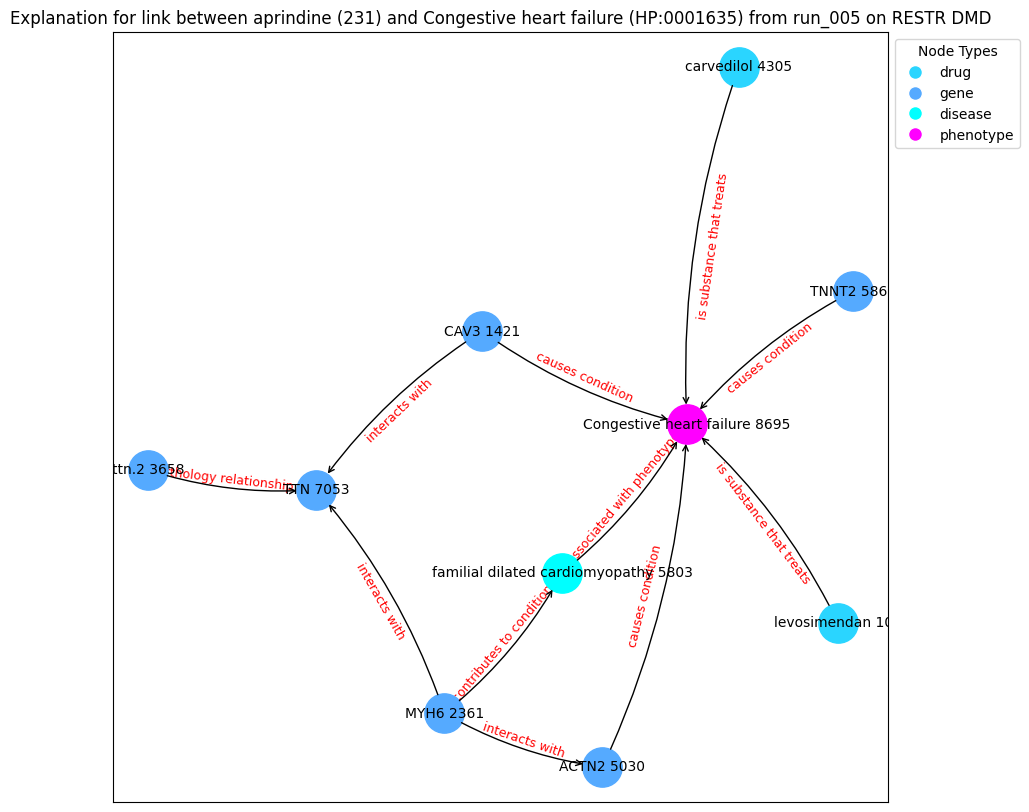 Explanation for link between aprindine (231) and Congestive heart failure (HP:0001635) from run_005 on RESTR DMD
Node Types
drug
gene
disease
phenotype
carvedilol 4305
is substance that treats
TNNT2 586
causes condition
CAV3 1421
causes condition
interacts with
Congestive heart failure 8695
ttn.2 3658
hology relationship
TTN 7053
ssociated with phenotyp
is substance that treats
familial dilated cardiomyopathy 5803
causes condition
interacts with
contributes to condition
levosimendan 10
MYH6 2361
interacts with
ACTN2 5030